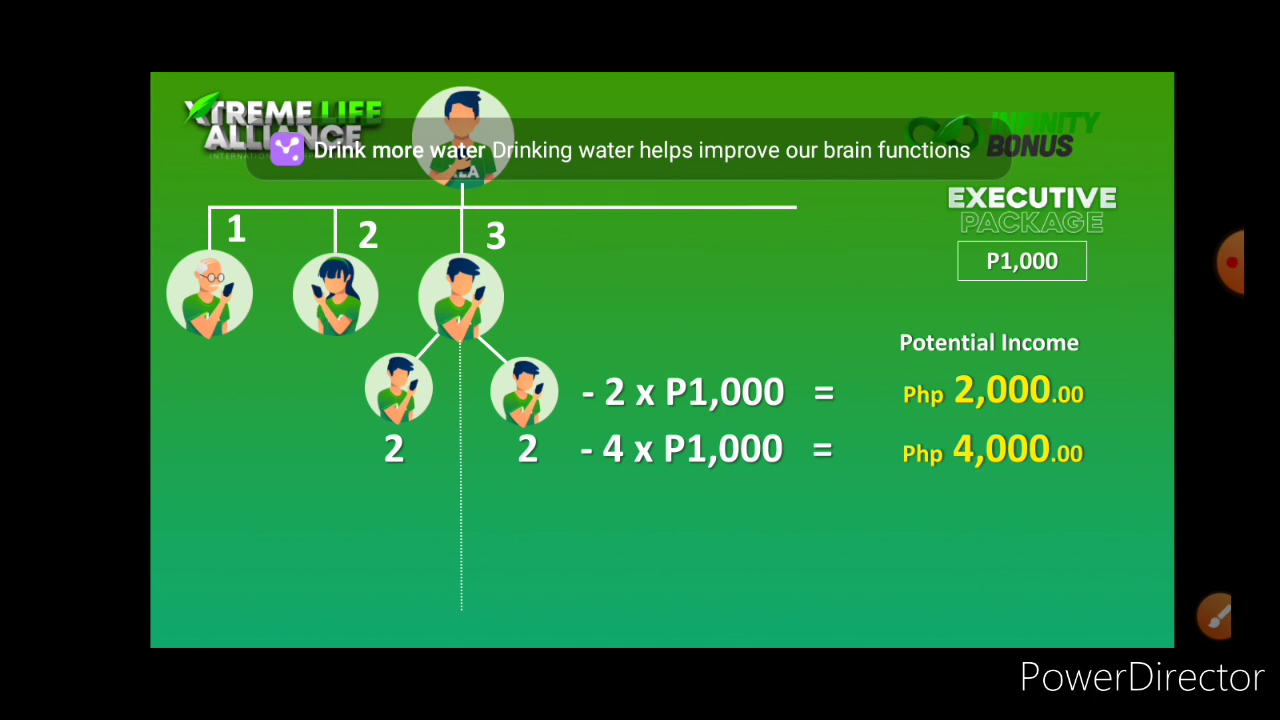 XTREME LIFE
ALLIANCE
Drink more water Drinking water helps improve our brain functions
INFINITY
BONUS
XLA
EXECUTIVE
PACKAGE
P1,000
1
2
3
Potential Income
- 2 x P1,000 = Php 2,000.00
2 2 - 4 x P1,000 = Php 4,000.00
PowerDirector